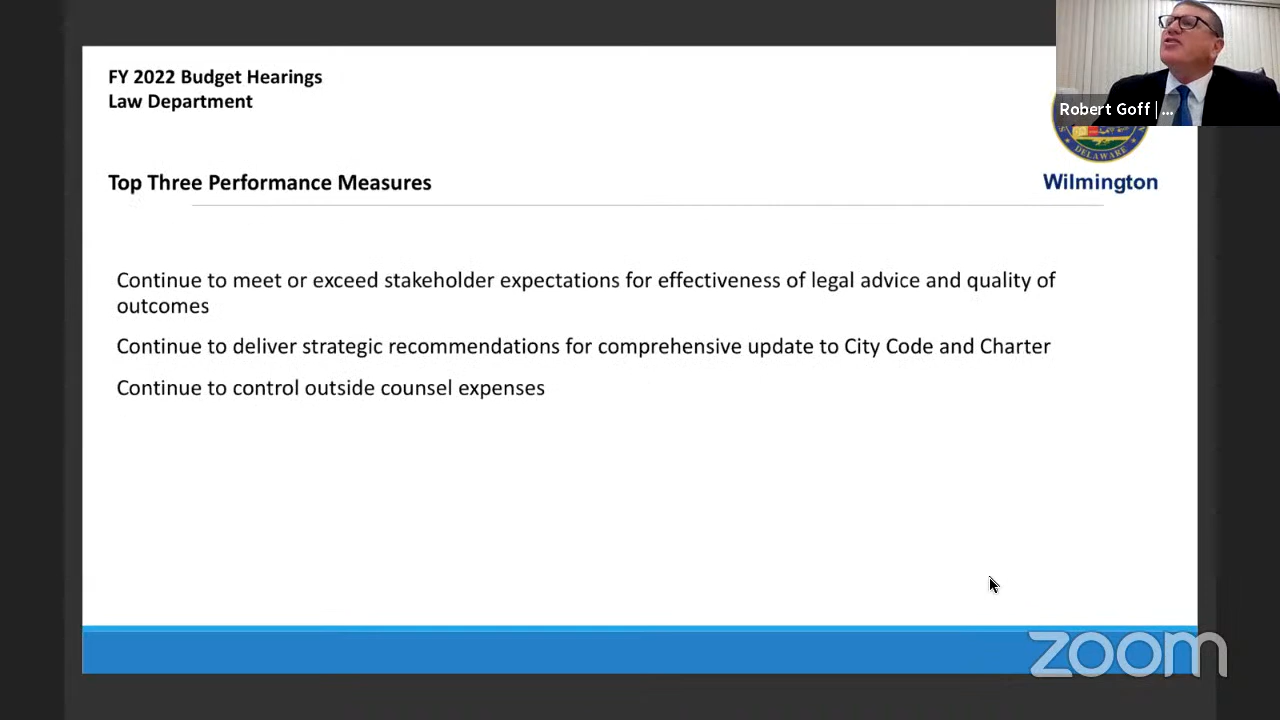 FY 2022 Budget Hearings
Law Department
Robert Goff | ...
DELAWARE
Wilmington
Top Three Performance Measures
Continue to meet or exceed stakeholder expectations for effectiveness of legal advice and quality of
outcomes
Continue to deliver strategic recommendations for comprehensive update to City Code and Charter
Continue to control outside counsel expenses
zoom